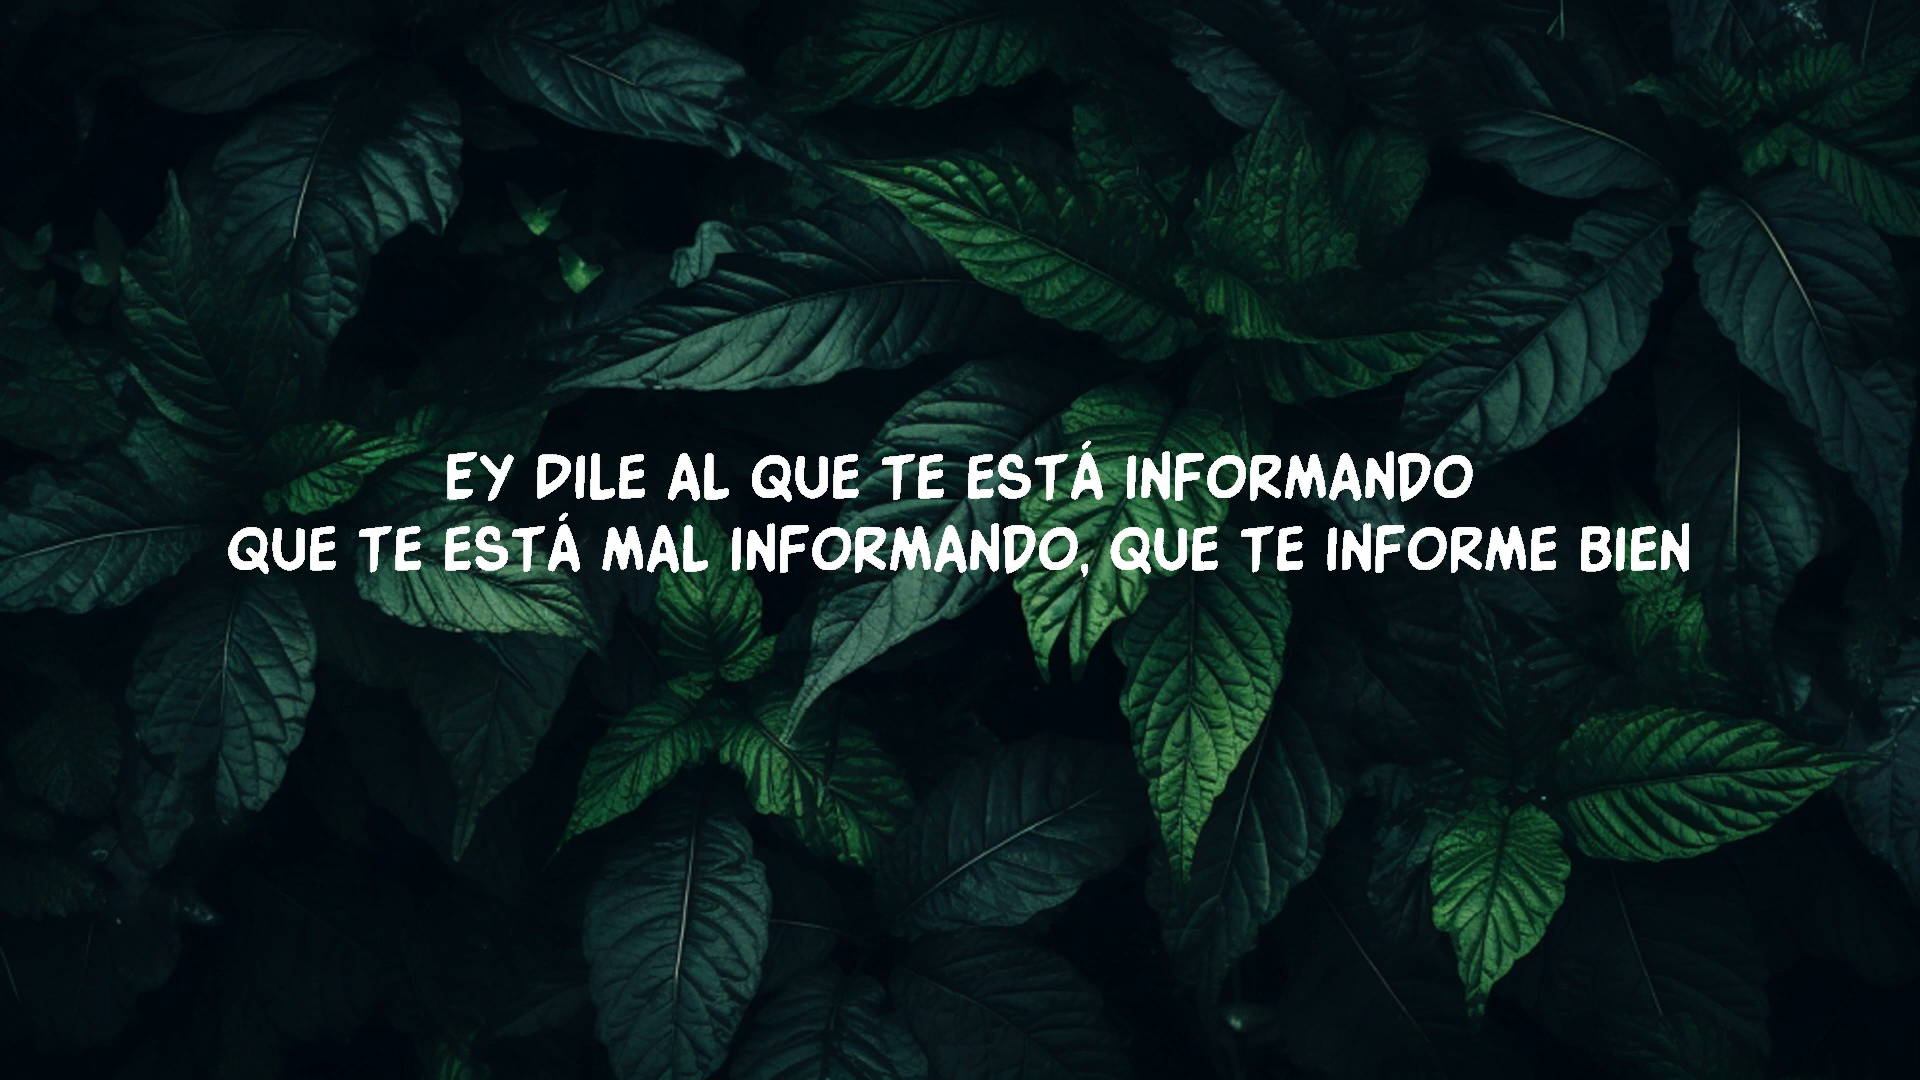 EY DILE AL QUE TE ESTÁ INFORMANDO
QUE TE ESTÁ MAL INFORMANDO, QUE TE INFORME BIEN